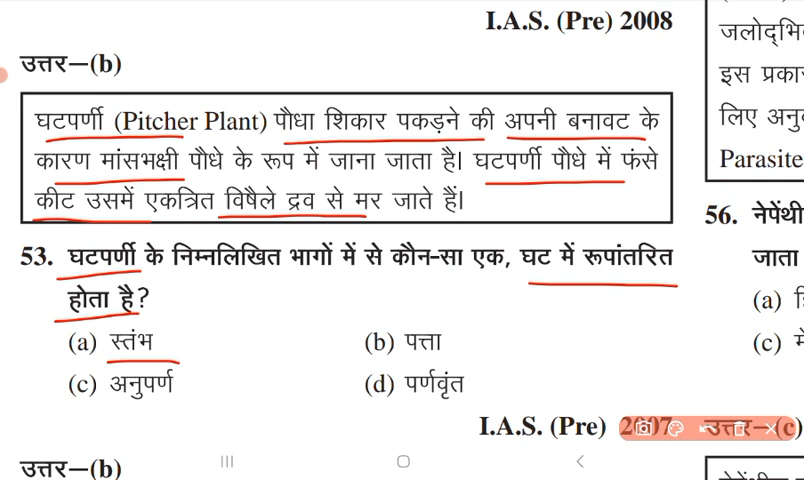 I.A.S. (Pre) 2008
उत्तर—(b)
घटपर्णी (Pitcher Plant) पौधा शिकार पकड़ने की अपनी बनावट के
कारण मांसभक्षी पौधे के रूप में जाना जाता है। घटपर्णी पौधे में फंसे
कीट उसमें एकत्रित विषैले द्रव से मर जाते हैं।
53. घटपर्णी के निम्नलिखित भागों में से कौन-सा एक, घट में रूपांतरित
होता है?
(a) स्तंभ (b) पत्ता
(c) अनुपर्ण (d) पर्णवृंत
I.A.S. (Pre) 2007
उत्तर—(b)
जलोद्भि
इस प्रकार
लिए अनु
Parasite
56. नेपेंथी
जाता
(a)
(c)
उत्तर—(c)